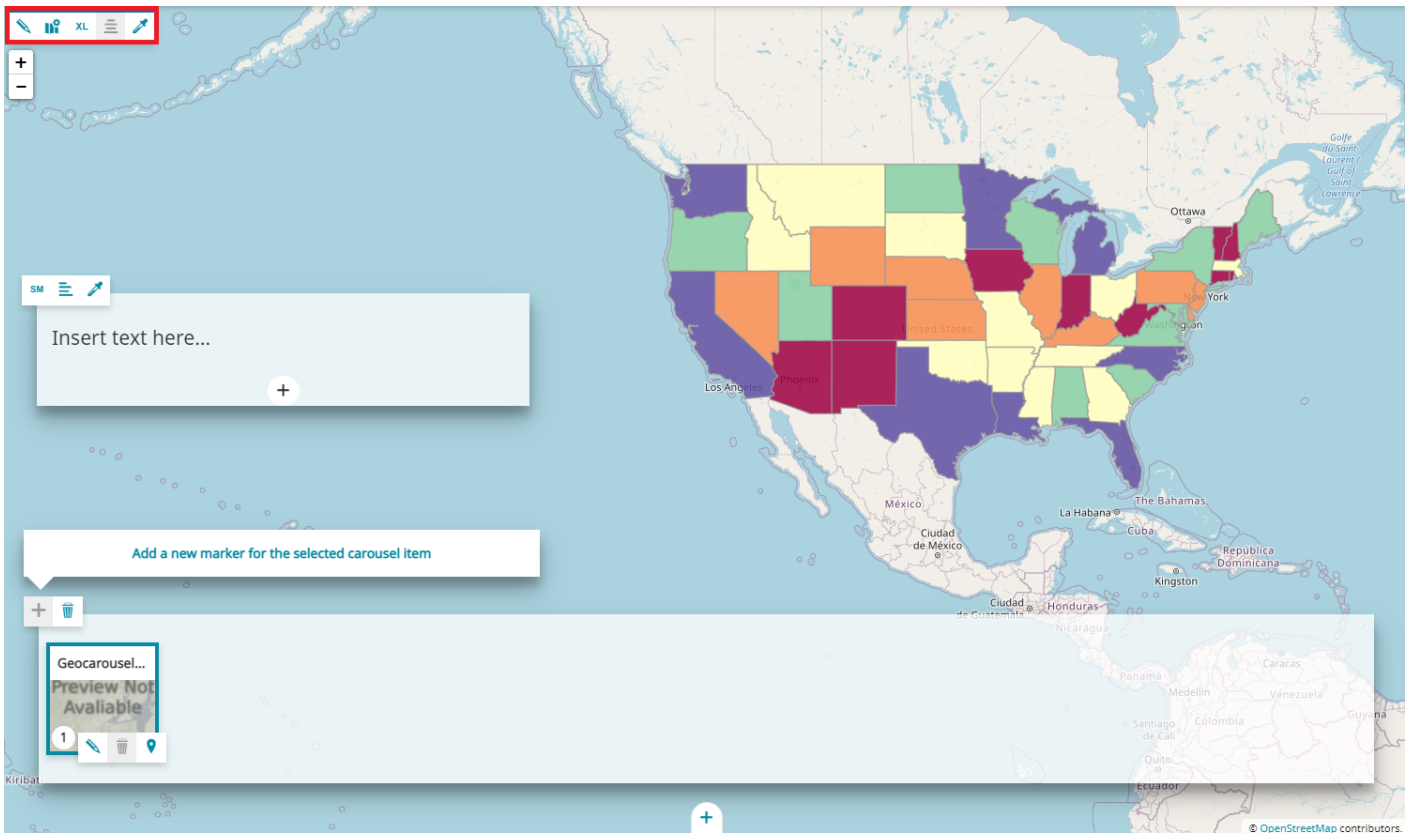 XL
+
−
Golfe
du Saint-
Laurent /
Gulf of
Saint
Lawrence
Ottawa
SM
New York
United States
Washington
Insert text here...
Los Angeles
Phoenix
+
México
The Bahamas
La Habana
Cuba
Ciudad
de México
República
Dominicana
Add a new marker for the selected carousel item
Kingston
Ciudad
de Guatemala
Honduras
Nicaragua
Geocarousel...
Preview Not
Avaliable
1
Caracas
Panamá
Medellín
Venezuela
Guyana
Santiago
de Cali
Colombia
Quito
Kiribati
Ecuador
+
© OpenStreetMap contributors.